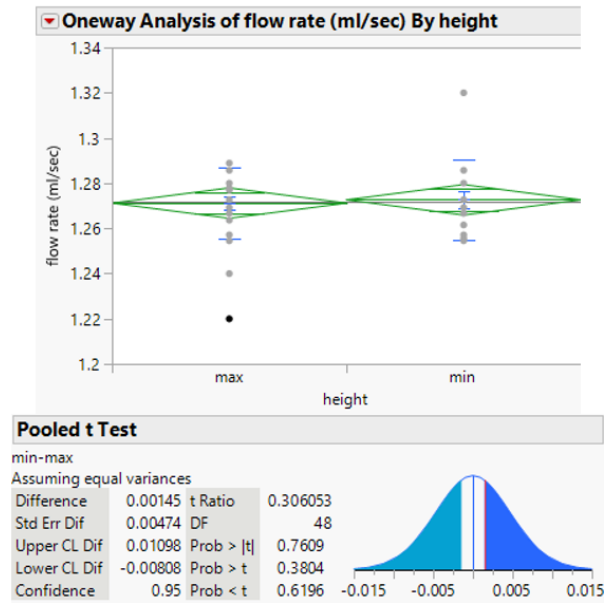 Oneway Analysis of flow rate (ml/sec) By height
1.34
1.32
1.3
1.28
1.26
1.24
1.22
1.2
flow rate (ml/sec)
max min
height
Pooled t Test
min-max
Assuming equal variances
Difference 0.00145 t Ratio 0.306053
Std Err Dif 0.00474 DF 48
Upper CL Dif 0.01098 Prob > |t| 0.7609
Lower CL Dif -0.00808 Prob > t 0.3804
Confidence 0.95 Prob < t 0.6196
-0.015 -0.005 0.005 0.015